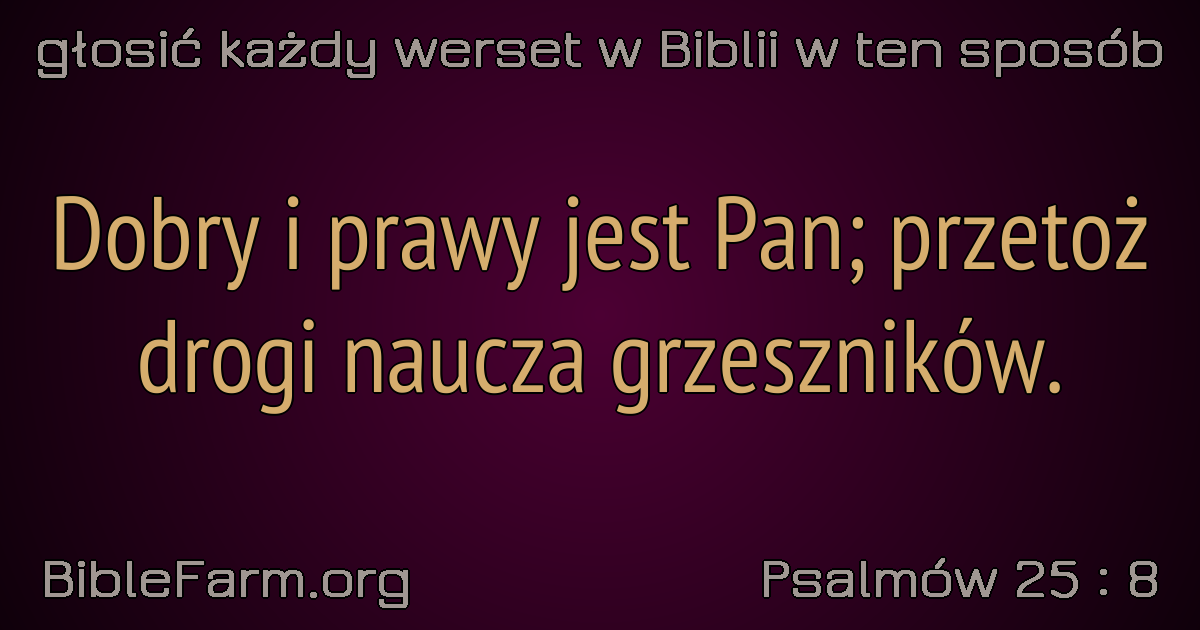 głosić każdy werset w Biblii w ten sposób
Dobry i prawy jest Pan; przetoż
drogi naucza grzeszników.
BibleFarm.org
Psalmów 25 : 8